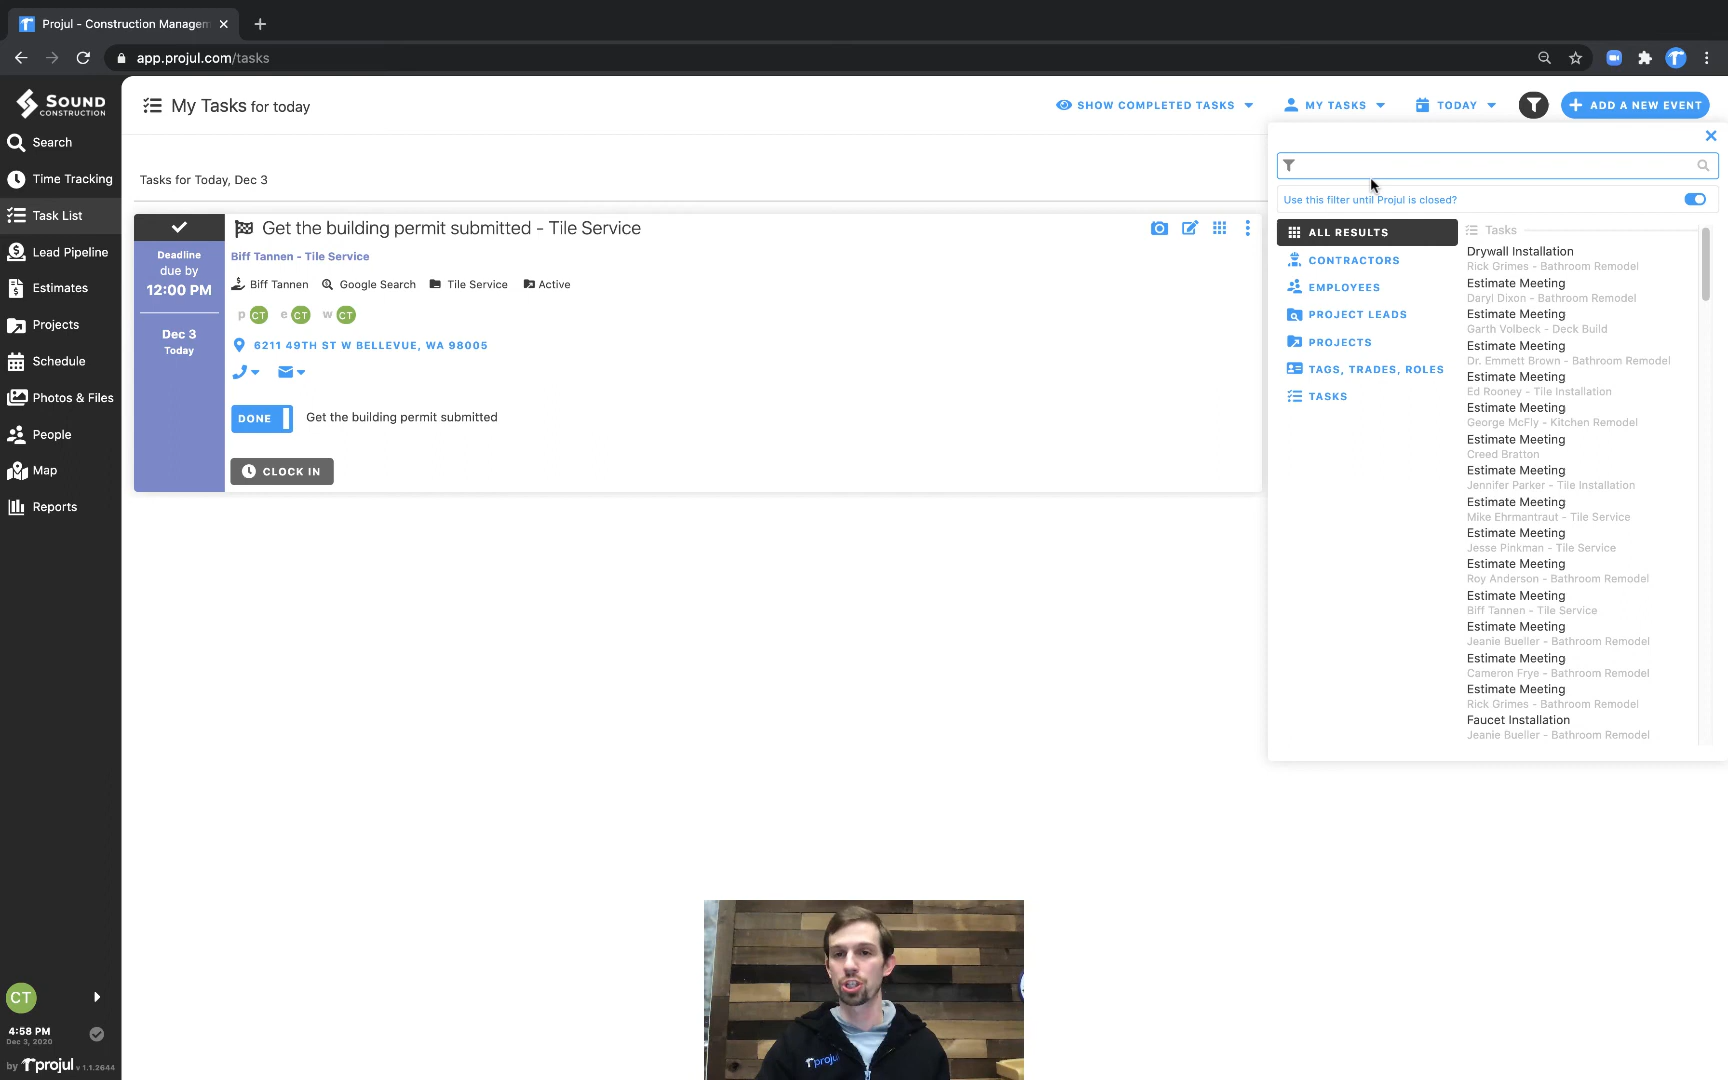 Projul - Construction Managem
app.projul.com/tasks
SOUND
CONSTRUCTION
Search
Time Tracking
Task List
Lead Pipeline
Estimates
Projects
Schedule
Photos & Files
People
Map
Reports
CT
4:58 PM
Dec 3, 2020
by projul v 1.1.2644
My Tasks for today
SHOW COMPLETED TASKS
MY TASKS
TODAY
ADD A NEW EVENT
Tasks for Today, Dec 3
Deadline
due by
12:00 PM
Dec 3
Today
Get the building permit submitted - Tile Service
Biff Tannen - Tile Service
Biff Tannen Google Search Tile Service Active
p CT e CT w CT
6211 49TH ST W BELLEVUE, WA 98005
DONE Get the building permit submitted
CLOCK IN
Use this filter until Projul is closed?
ALL RESULTS
CONTRACTORS
EMPLOYEES
PROJECT LEADS
PROJECTS
TAGS, TRADES, ROLES
TASKS
Tasks
Drywall Installation
Rick Grimes - Bathroom Remodel
Estimate Meeting
Daryl Dixon - Bathroom Remodel
Estimate Meeting
Garth Volbeck - Deck Build
Estimate Meeting
Dr. Emmett Brown - Bathroom Remodel
Estimate Meeting
Ed Rooney - Tile Installation
Estimate Meeting
George McFly - Kitchen Remodel
Estimate Meeting
Creed Bratton
Estimate Meeting
Jennifer Parker - Tile Installation
Estimate Meeting
Mike Ehrmantraut - Tile Service
Estimate Meeting
Jesse Pinkman - Tile Service
Estimate Meeting
Roy Anderson - Bathroom Remodel
Estimate Meeting
Biff Tannen - Tile Service
Estimate Meeting
Jeanie Bueller - Bathroom Remodel
Estimate Meeting
Cameron Frye - Bathroom Remodel
Estimate Meeting
Rick Grimes - Bathroom Remodel
Faucet Installation
Jeanie Bueller - Bathroom Remodel
projul